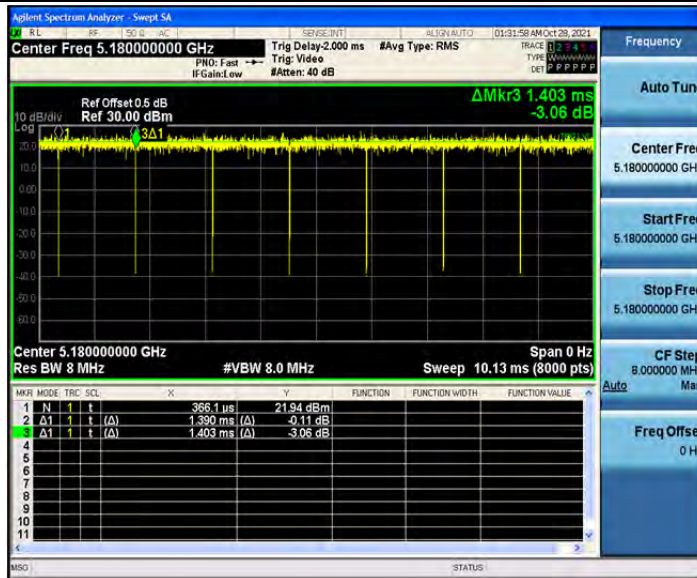 Agilent Spectrum Analyzer - Swept SA
RL RF 50 Ω AC SENSE:INT ALIGN AUTO 01:31:58 AM Oct 28, 2021
Center Freq 5.180000000 GHz Trig Delay-2.000 ms #Avg Type: RMS TRACE 1 2 3 4 5 6
PNO: Fast Trig: Video TYPE
IFGain:Low #Atten: 40 dB DET P P P P P P
Frequency
Ref Offset 0.5 dB ΔMkr3 1.403 ms
10 dB/div Ref 30.00 dBm -3.06 dB
Log
1 3Δ1
20.0
10.0
0.00
-10.0
-20.0
-30.0
-40.0
-50.0
-60.0
Center 5.180000000 GHz Span 0 Hz
Res BW 8 MHz #VBW 8.0 MHz Sweep 10.13 ms (8000 pts)
MKR MODE TRC SCL X Y FUNCTION FUNCTION WIDTH FUNCTION VALUE
1 N 1 t 366.1 µs 21.94 dBm
2 Δ1 1 t (Δ) 1.390 ms (Δ) -0.11 dB
3 Δ1 1 t (Δ) 1.403 ms (Δ) -3.06 dB
4
5
6
7
8
9
10
11
MSG STATUS
Auto Tun
Center Fre
5.180000000 GH
Start Fre
5.180000000 GH
Stop Fre
5.180000000 GH
CF Step
8.000000 MH
Auto Ma
Freq Offse
0 H